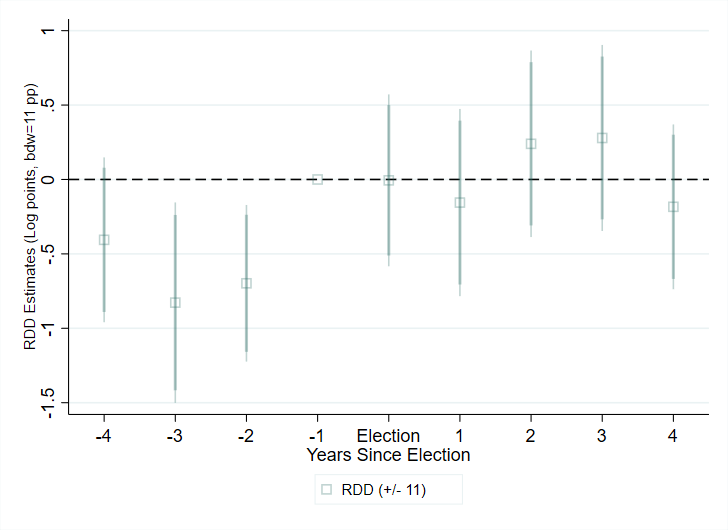 RDD Estimates (Log points, bdw=11 pp)
1
.5
0
-.5
-1
-1.5
-4 -3 -2 -1 Election 1 2 3 4
Years Since Election
RDD (+/- 11)